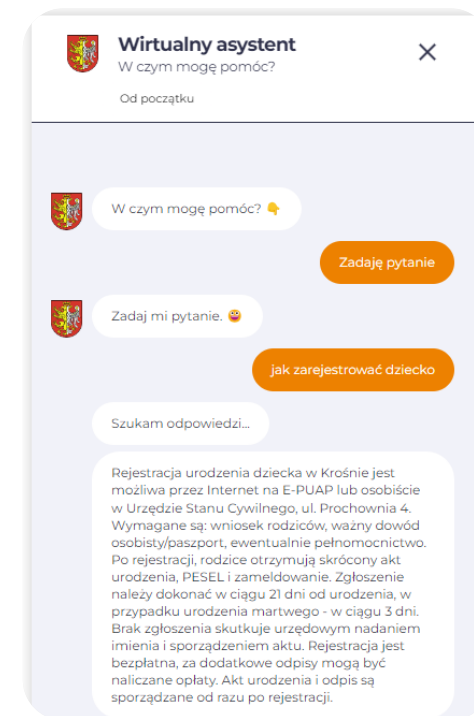 Wirtualny asystent
W czym mogę pomóc?
Od początku
W czym mogę pomóc? 👇
Zadaję pytanie
Zadaj mi pytanie. 😀
jak zarejestrować dziecko
Szukam odpowiedzi...
Rejestracja urodzenia dziecka w Krośnie jest
możliwa przez Internet na E-PUAP lub osobiście
w Urzędzie Stanu Cywilnego, ul. Prochownia 4.
Wymagane są: wniosek rodziców, ważny dowód
osobisty/paszport, ewentualnie pełnomocnictwo.
Po rejestracji, rodzice otrzymują skrócony akt
urodzenia, PESEL i zameldowanie. Zgłoszenie
należy dokonać w ciągu 21 dni od urodzenia, w
przypadku urodzenia martwego - w ciągu 3 dni.
Brak zgłoszenia skutkuje urzędowym nadaniem
imienia i sporządzeniem aktu. Rejestracja jest
bezpłatna, za dodatkowe odpisy mogą być
naliczane opłaty. Akt urodzenia i odpis są
sporządzane od razu po rejestracji.